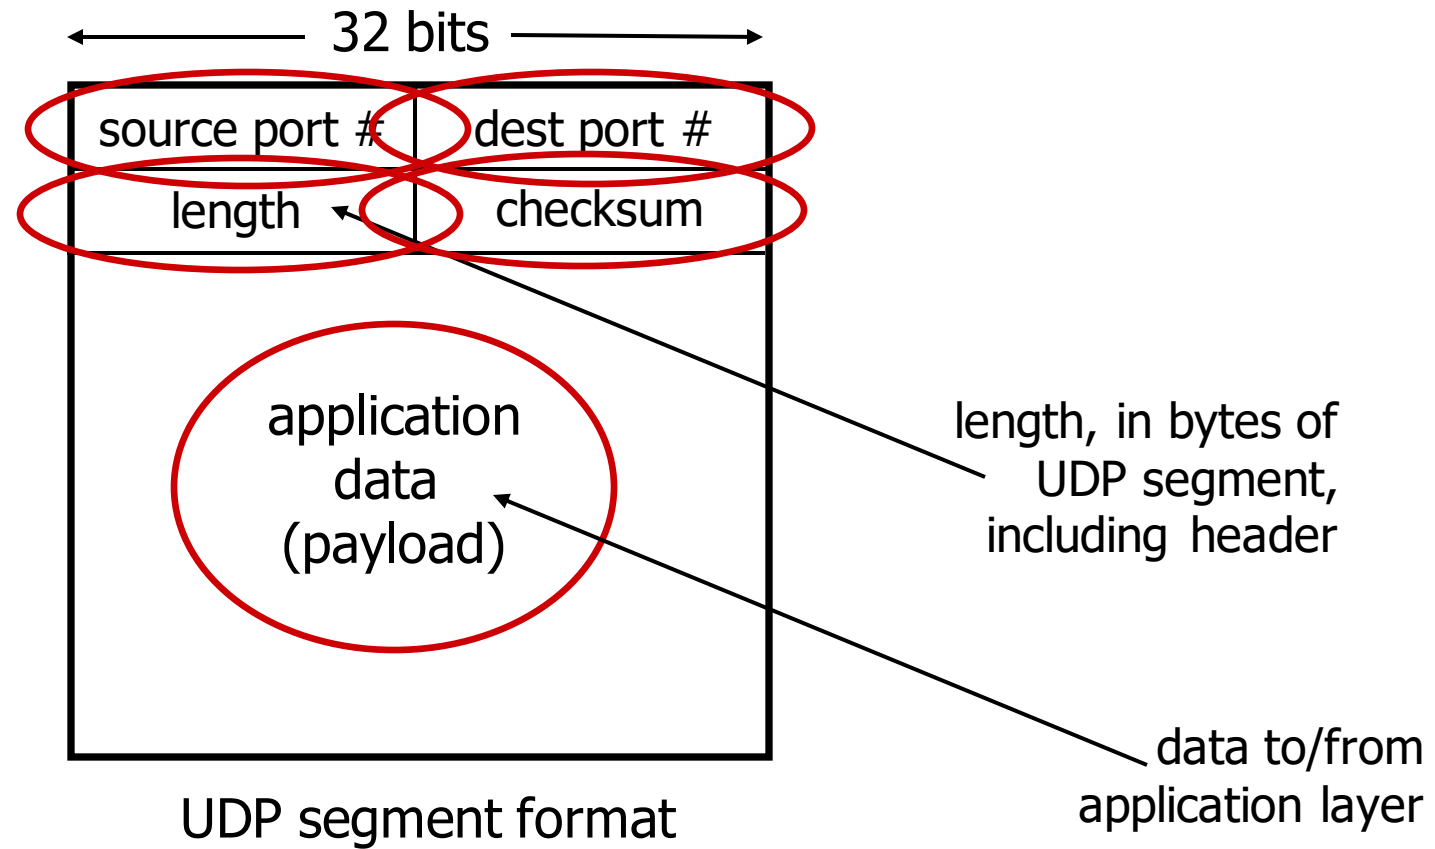 32 bits
source port #
dest port #
length
checksum
application
data
(payload)
length, in bytes of
UDP segment,
including header
data to/from
application layer
UDP segment format